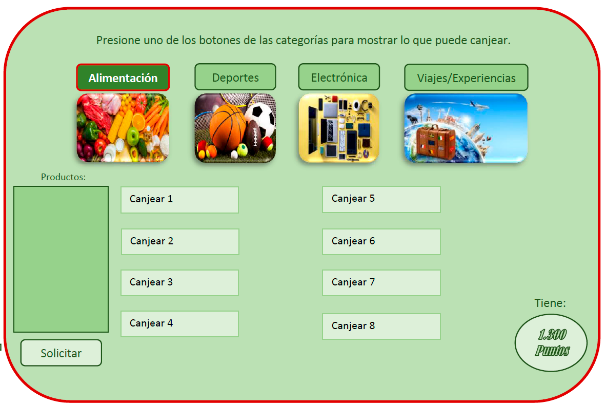 Presione uno de los botones de las categorías para mostrar lo que puede canjear.
Alimentación
Deportes
Electrónica
Viajes/Experiencias
Productos:
Canjear 1
Canjear 2
Canjear 3
Canjear 4
Canjear 5
Canjear 6
Canjear 7
Canjear 8
Solicitar
Tiene:
1.300
Puntos